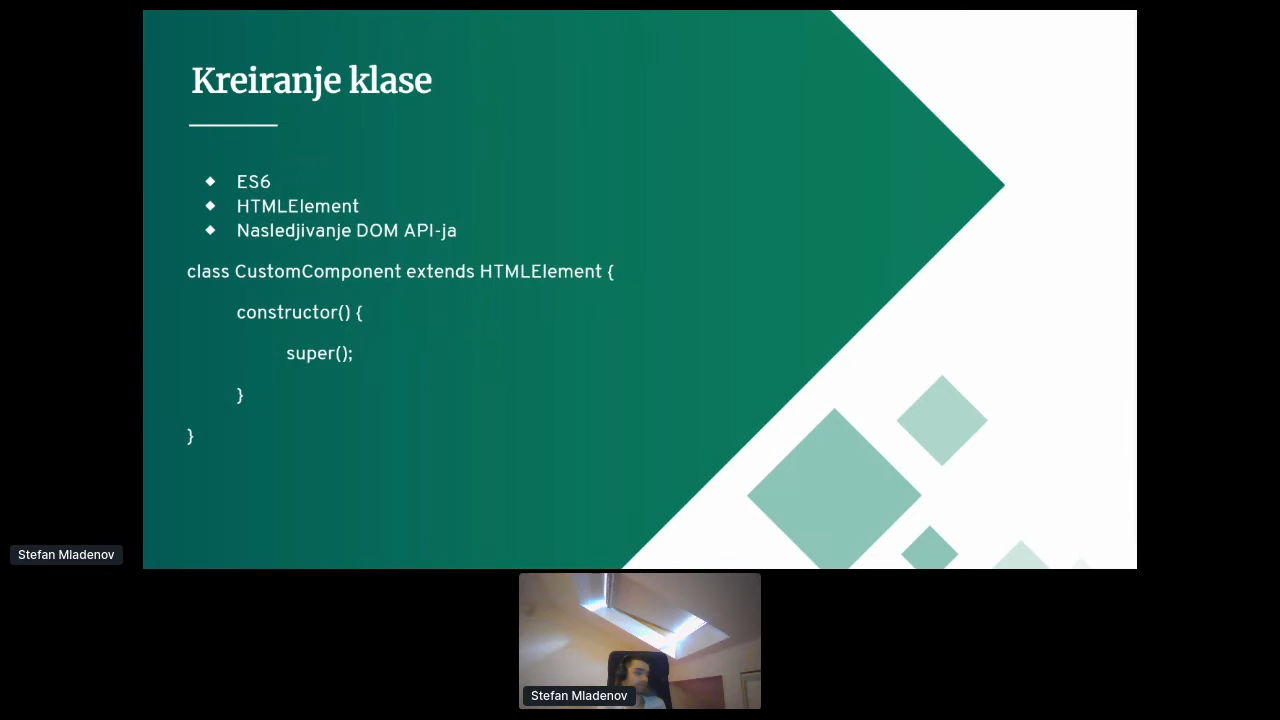 Kreiranje klase
ES6
HTMLElement
Nasledjivanje DOM API-ja
class CustomComponent extends HTMLElement {
constructor() {
super();
}
}
Stefan Mladenov
Stefan Mladenov